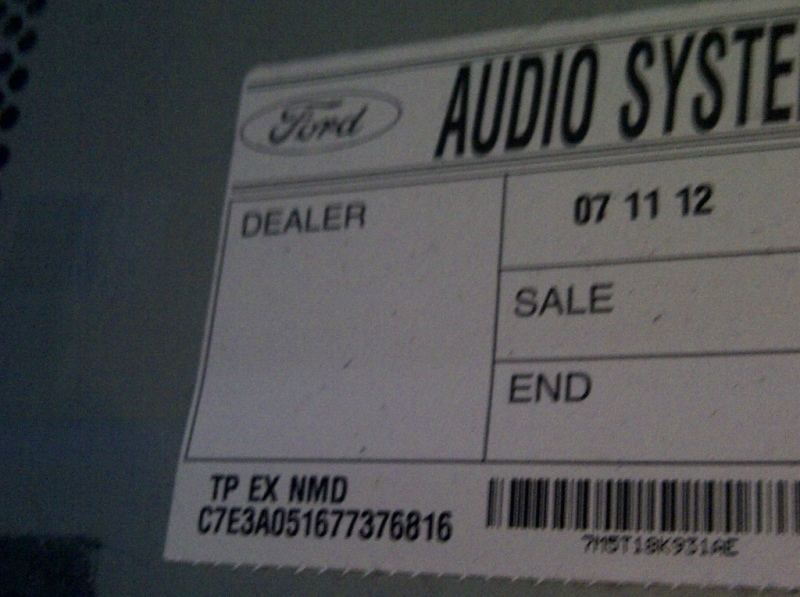 Ford
AUDIO SYSTE
DEALER
07 11 12
SALE
END
TP EX NMD
C7E3A051677376816
7M5T18K931AE